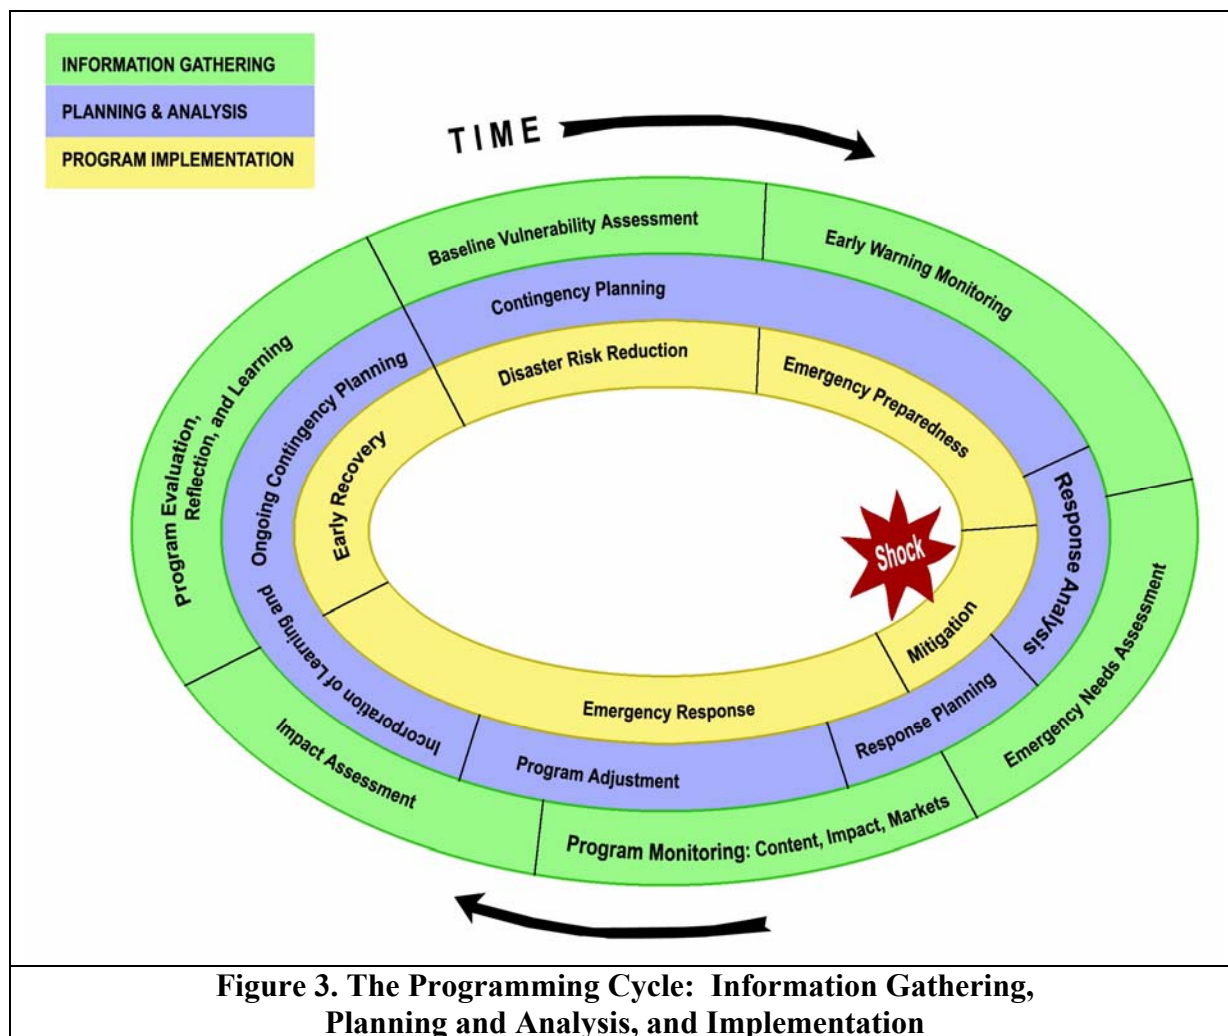 INFORMATION GATHERING
PLANNING & ANALYSIS
PROGRAM IMPLEMENTATION
TIME
Baseline Vulnerability Assessment
Early Warning Monitoring
Contingency Planning
Disaster Risk Reduction
Emergency Preparedness
Program Evaluation,
Reflection, and Learning
Ongoing Contingency Planning
Early Recovery
Shock
Response Analysis
Mitigation
Emergency Needs Assessment
Response Planning
Emergency Response
Incorporation of Learning and
Program Adjustment
Impact Assessment
Program Monitoring: Content, Impact, Markets
Figure 3. The Programming Cycle: Information Gathering,
Planning and Analysis, and Implementation